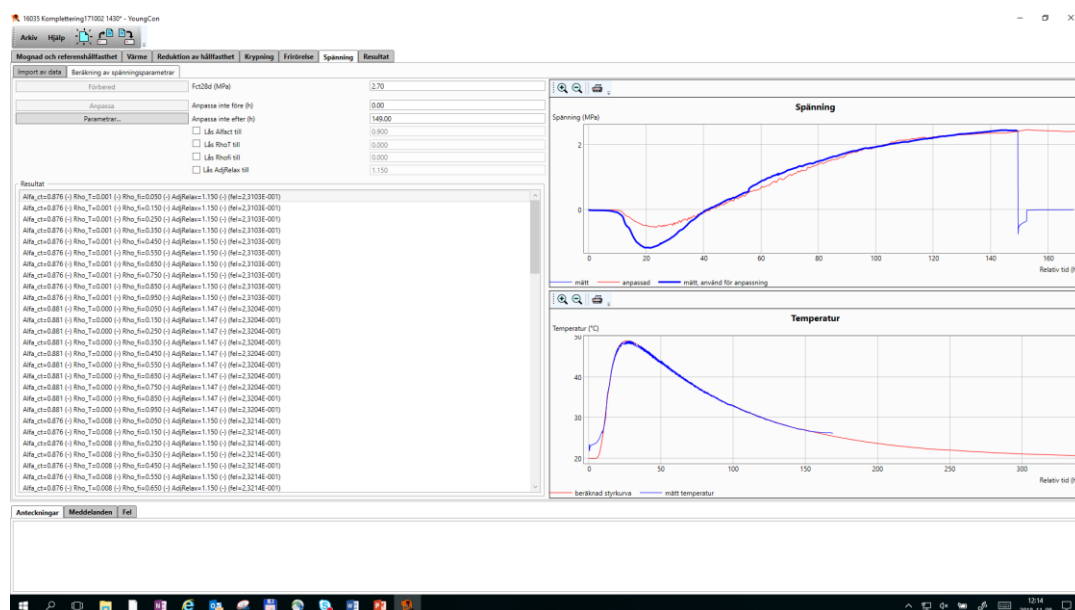 16035 Komplettering171002 1430* - YoungCon
Arkiv Hjälp
Mognad och referenshållfasthet Värme Reduktion av hållfasthet Krypning Frirörelse Spänning Resultat
Import av data Beräkning av spänningsparametrar
Förbered Fct28d (MPa) 2.70
Anpassa Anpassa inte före (h) 0.00
Parametrar... Anpassa inte efter (h) 149.00
Lås Alfact till 0.900
Lås RhoT till 0.000
Lås Rhofi till 0.000
Lås AdjRelax till 1.150
Resultat
Alfa_ct=0.876 (-) Rho_T=0.001 (-) Rho_fi=0.050 (-) AdjRelax=1.150 (-) (fel=2,3103E-001)
Alfa_ct=0.876 (-) Rho_T=0.001 (-) Rho_fi=0.150 (-) AdjRelax=1.150 (-) (fel=2,3103E-001)
Alfa_ct=0.876 (-) Rho_T=0.001 (-) Rho_fi=0.250 (-) AdjRelax=1.150 (-) (fel=2,3103E-001)
Alfa_ct=0.876 (-) Rho_T=0.001 (-) Rho_fi=0.350 (-) AdjRelax=1.150 (-) (fel=2,3103E-001)
Alfa_ct=0.876 (-) Rho_T=0.001 (-) Rho_fi=0.450 (-) AdjRelax=1.150 (-) (fel=2,3103E-001)
Alfa_ct=0.876 (-) Rho_T=0.001 (-) Rho_fi=0.550 (-) AdjRelax=1.150 (-) (fel=2,3103E-001)
Alfa_ct=0.876 (-) Rho_T=0.001 (-) Rho_fi=0.650 (-) AdjRelax=1.150 (-) (fel=2,3103E-001)
Alfa_ct=0.876 (-) Rho_T=0.001 (-) Rho_fi=0.750 (-) AdjRelax=1.150 (-) (fel=2,3103E-001)
Alfa_ct=0.876 (-) Rho_T=0.001 (-) Rho_fi=0.850 (-) AdjRelax=1.150 (-) (fel=2,3103E-001)
Alfa_ct=0.876 (-) Rho_T=0.001 (-) Rho_fi=0.950 (-) AdjRelax=1.150 (-) (fel=2,3103E-001)
Alfa_ct=0.881 (-) Rho_T=0.000 (-) Rho_fi=0.050 (-) AdjRelax=1.147 (-) (fel=2,3204E-001)
Alfa_ct=0.881 (-) Rho_T=0.000 (-) Rho_fi=0.150 (-) AdjRelax=1.147 (-) (fel=2,3204E-001)
Alfa_ct=0.881 (-) Rho_T=0.000 (-) Rho_fi=0.250 (-) AdjRelax=1.147 (-) (fel=2,3204E-001)
Alfa_ct=0.881 (-) Rho_T=0.000 (-) Rho_fi=0.350 (-) AdjRelax=1.147 (-) (fel=2,3204E-001)
Alfa_ct=0.881 (-) Rho_T=0.000 (-) Rho_fi=0.450 (-) AdjRelax=1.147 (-) (fel=2,3204E-001)
Alfa_ct=0.881 (-) Rho_T=0.000 (-) Rho_fi=0.550 (-) AdjRelax=1.147 (-) (fel=2,3204E-001)
Alfa_ct=0.881 (-) Rho_T=0.000 (-) Rho_fi=0.650 (-) AdjRelax=1.147 (-) (fel=2,3204E-001)
Alfa_ct=0.881 (-) Rho_T=0.000 (-) Rho_fi=0.750 (-) AdjRelax=1.147 (-) (fel=2,3204E-001)
Alfa_ct=0.881 (-) Rho_T=0.000 (-) Rho_fi=0.850 (-) AdjRelax=1.147 (-) (fel=2,3204E-001)
Alfa_ct=0.881 (-) Rho_T=0.000 (-) Rho_fi=0.950 (-) AdjRelax=1.147 (-) (fel=2,3204E-001)
Alfa_ct=0.876 (-) Rho_T=0.008 (-) Rho_fi=0.050 (-) AdjRelax=1.150 (-) (fel=2,3214E-001)
Alfa_ct=0.876 (-) Rho_T=0.008 (-) Rho_fi=0.150 (-) AdjRelax=1.150 (-) (fel=2,3214E-001)
Alfa_ct=0.876 (-) Rho_T=0.008 (-) Rho_fi=0.250 (-) AdjRelax=1.150 (-) (fel=2,3214E-001)
Alfa_ct=0.876 (-) Rho_T=0.008 (-) Rho_fi=0.350 (-) AdjRelax=1.150 (-) (fel=2,3214E-001)
Alfa_ct=0.876 (-) Rho_T=0.008 (-) Rho_fi=0.450 (-) AdjRelax=1.150 (-) (fel=2,3214E-001)
Alfa_ct=0.876 (-) Rho_T=0.008 (-) Rho_fi=0.550 (-) AdjRelax=1.150 (-) (fel=2,3214E-001)
Alfa_ct=0.876 (-) Rho_T=0.008 (-) Rho_fi=0.650 (-) AdjRelax=1.150 (-) (fel=2,3214E-001)
Spänning
Spänning (MPa)
2
0
0 20 40 60 80 100 120 140 160
Relativ tid (h
mätt anpassad mätt, använd för anpassning
Temperatur
Temperatur (°C)
50
40
30
20
0 50 100 150 200 250 300
Relativ tid (h
beräknad styrkurva mätt temperatur
Anteckningar Meddelanden Fel
12:14